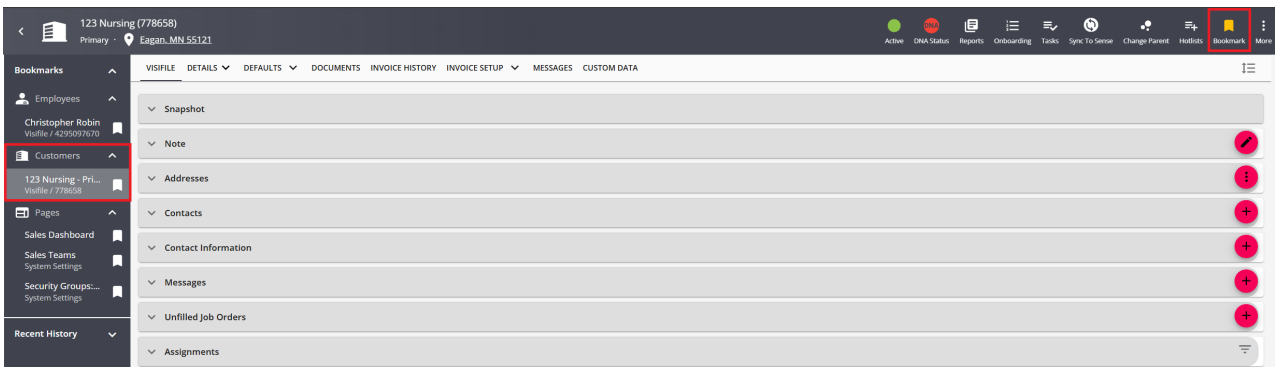 123 Nursing (778658)
Primary · Eagan, MN 55121
DNA
Active DNA Status Reports Onboarding Tasks Sync To Sense Change Parent Hotlists Bookmark More
Bookmarks
Employees
Christopher Robin
Visifile / 4295097670
Customers
123 Nursing - Pri...
Visifile / 778658
Pages
Sales Dashboard
Sales Teams
System Settings
Security Groups:...
System Settings
Recent History
VISIFILE DETAILS DEFAULTS DOCUMENTS INVOICE HISTORY INVOICE SETUP MESSAGES CUSTOM DATA
Snapshot
Note
Addresses
Contacts
Contact Information
Messages
Unfilled Job Orders
Assignments